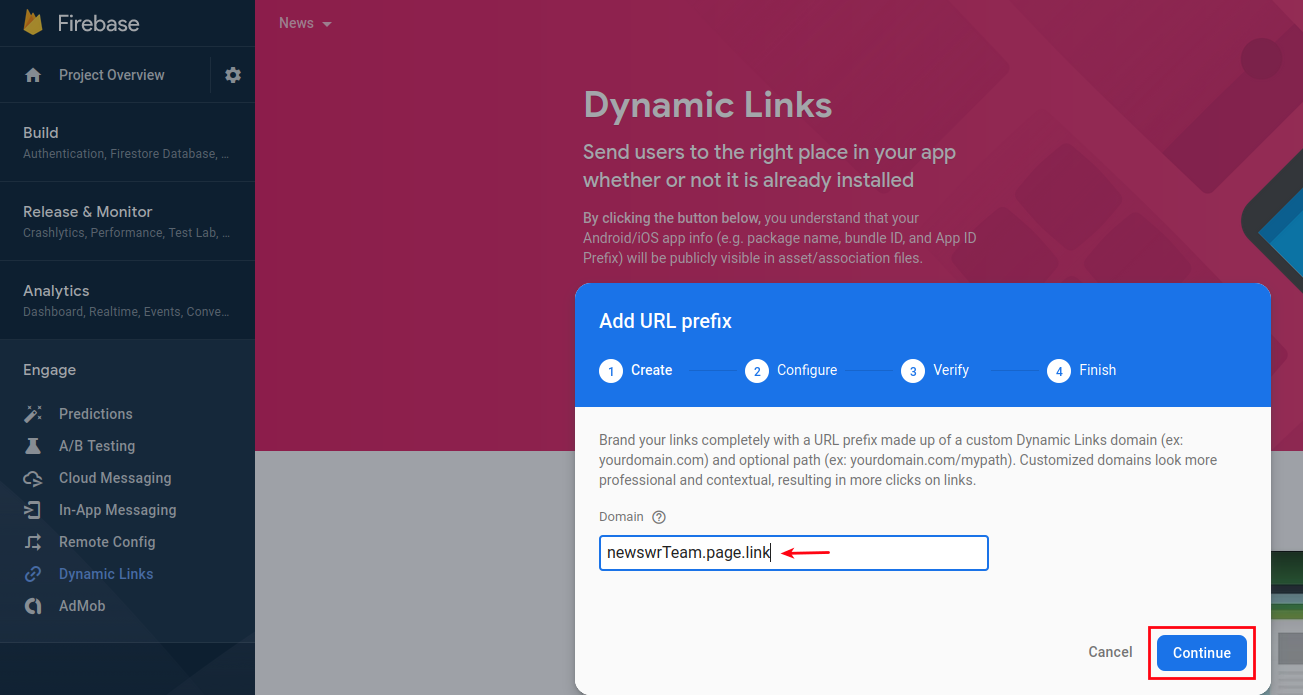 Firebase
Project Overview
Build
Authentication, Firestore Database, ...
Release & Monitor
Crashlytics, Performance, Test Lab, ...
Analytics
Dashboard, Realtime, Events, Conve...
Engage
Predictions
A/B Testing
Cloud Messaging
In-App Messaging
Remote Config
Dynamic Links
AdMob
News
Dynamic Links
Send users to the right place in your app
whether or not it is already installed
By clicking the button below, you understand that your
Android/iOS app info (e.g. package name, bundle ID, and App ID
Prefix) will be publicly visible in asset/association files.
Add URL prefix
1 Create 2 Configure 3 Verify 4 Finish
Brand your links completely with a URL prefix made up of a custom Dynamic Links domain (ex:
yourdomain.com) and optional path (ex: yourdomain.com/mypath). Customized domains look more
professional and contextual, resulting in more clicks on links.
Domain ?
newswrTeam.page.link
Cancel Continue